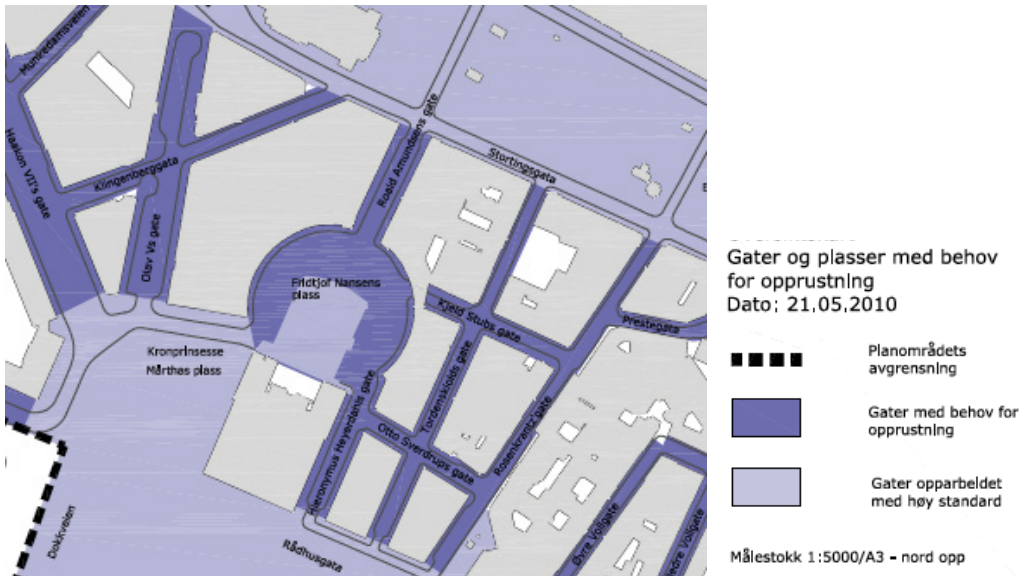 Munkedamsveien
Haakon VII's gate
Klingenberggata
Olav Vs gate
Roald Amundsens gate
Stortingsgata
Fridtjof Nansens
plass
Kronprinsesse
Märthas plass
Kjeld Stubs gate
Prestegata
Tordenskiolds gate
Rosenkrantz' gate
Hieronymus Heyerdahls gate
Otto Sverdrups gate
Rådhusgata
Dokkveien
Øvre Vollgate
edre Vollgate
Gater og plasser med behov
for opprustning
Dato: 21.05.2010
Planområdets
avgrensning
Gater med behov for
opprustning
Gater opparbeidet
med høy standard
Målestokk 1:5000/A3 - nord opp